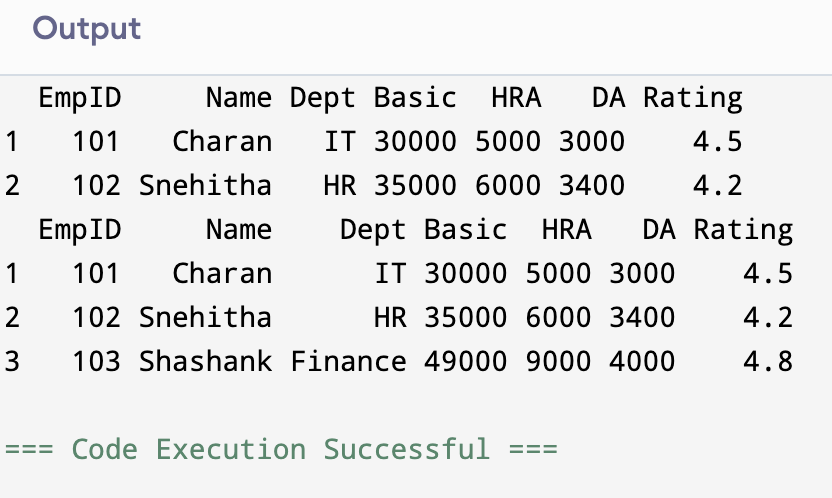 Output
  EmpID     Name Dept Basic  HRA   DA Rating
1   101   Charan   IT 30000 5000 3000    4.5
2   102 Snehitha   HR 35000 6000 3400    4.2
  EmpID     Name    Dept Basic  HRA   DA Rating
1   101   Charan      IT 30000 5000 3000    4.5
2   102 Snehitha      HR 35000 6000 3400    4.2
3   103 Shashank Finance 49000 9000 4000    4.8
=== Code Execution Successful ===